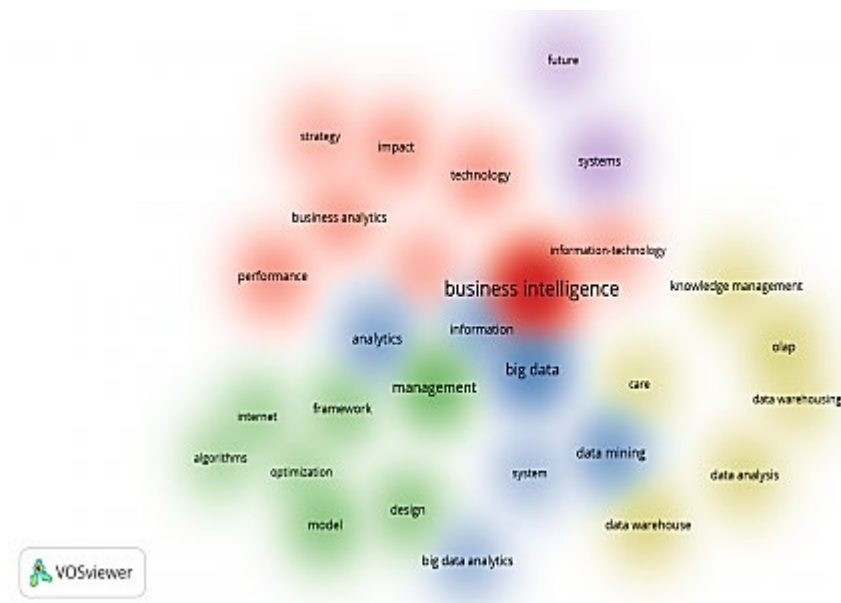 future
strategy
impact
systems
technology
business analytics
information-technology
performance
business intelligence
knowledge management
information
analytics
olap
big data
management
care
data warehousing
framework
internet
algorithms
optimization
system
data mining
data analysis
design
model
data warehouse
big data analytics
VOSviewer